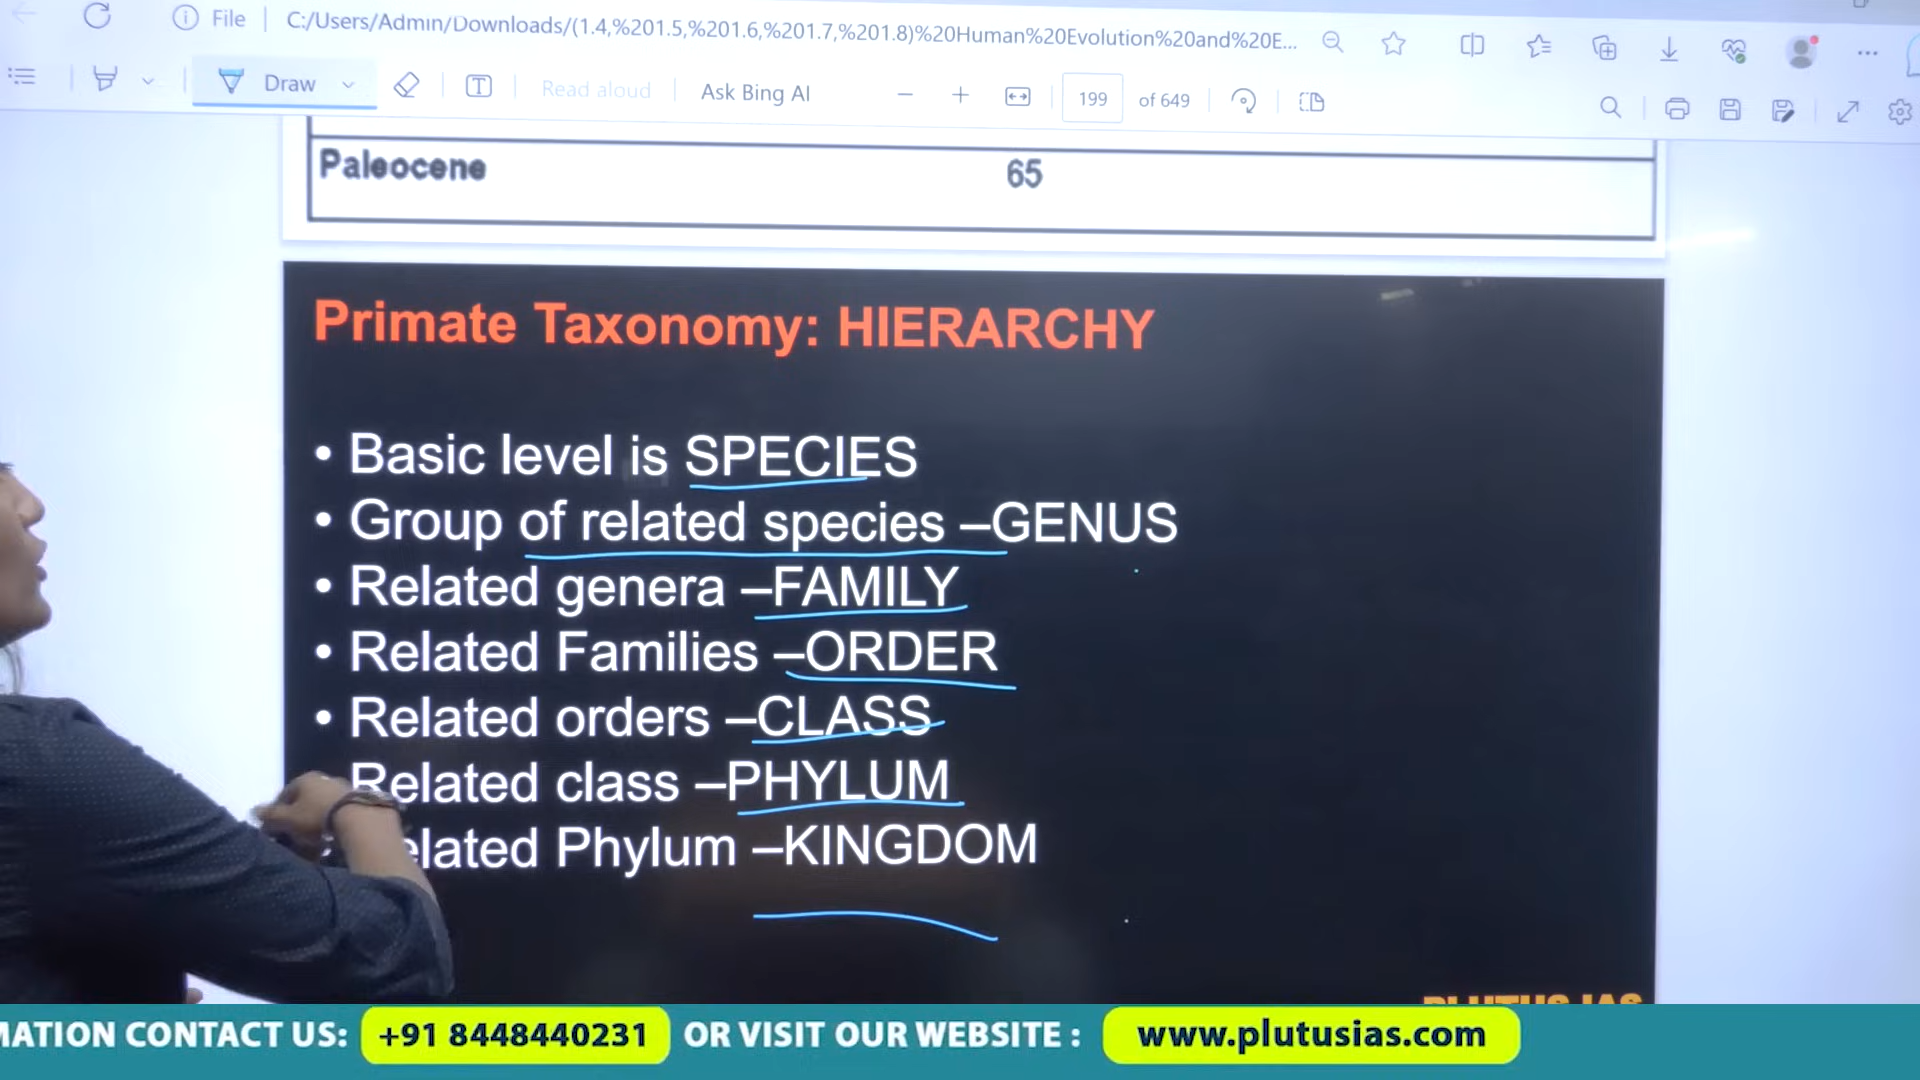 File
C:/Users/Admin/Downloads/(1.4,%201.5,%201.6,%201.7,%201.8)%20Human%20Evolution%20and%20E...
Draw
Read aloud
Ask Bing AI
199 of 649
Paleocene 65
Primate Taxonomy: HIERARCHY
• Basic level is SPECIES
• Group of related species –GENUS
• Related genera –FAMILY
• Related Families –ORDER
• Related orders –CLASS
Related class –PHYLUM
elated Phylum –KINGDOM
PLUTUS IAS
MATION CONTACT US: +91 8448440231 OR VISIT OUR WEBSITE : www.plutusias.com